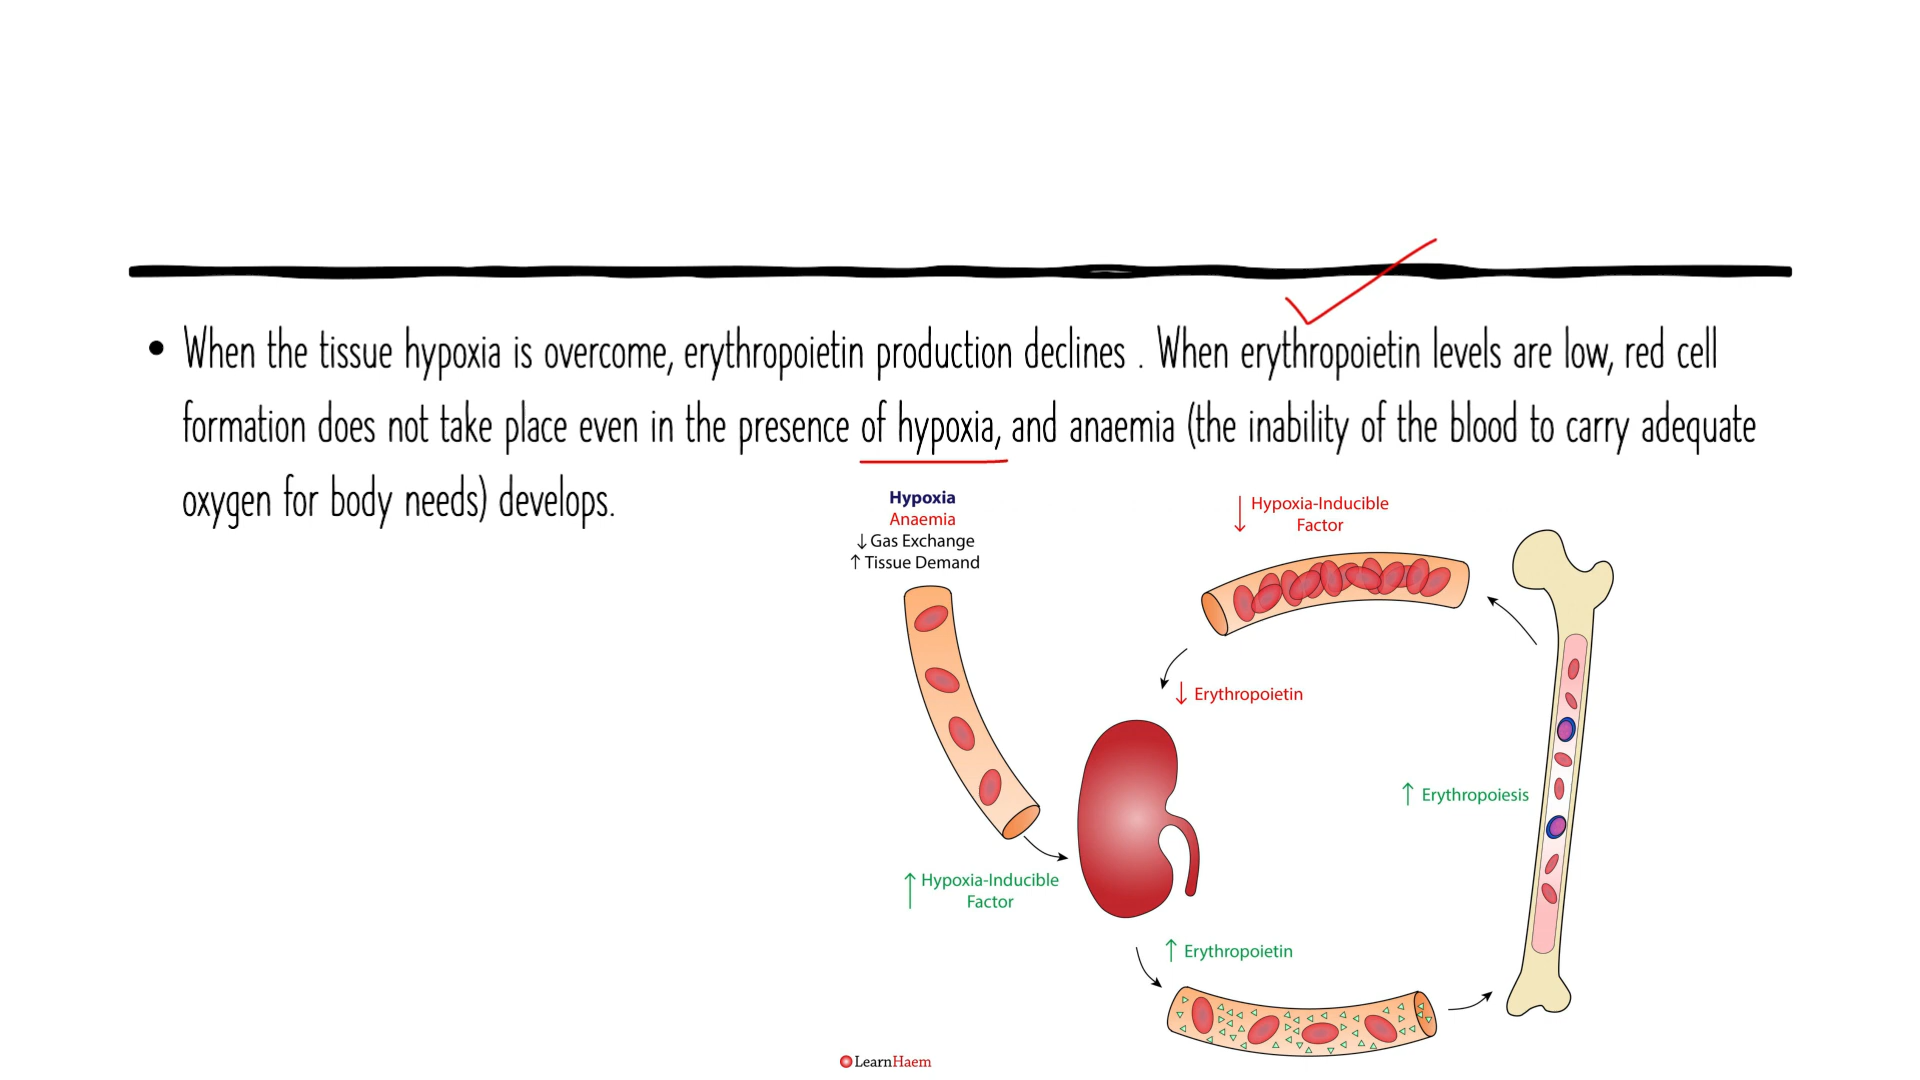 • When the tissue hypoxia is overcome, erythropoietin production declines . When erythropoietin levels are low, red cell
formation does not take place even in the presence of hypoxia, and anaemia (the inability of the blood to carry adequate
oxygen for body needs) develops.
Hypoxia
Anaemia
↓ Gas Exchange
↑ Tissue Demand
↑ Hypoxia-Inducible
Factor
↑ Erythropoietin
↑ Erythropoiesis
↓ Hypoxia-Inducible
Factor
↓ Erythropoietin
LearnHaem